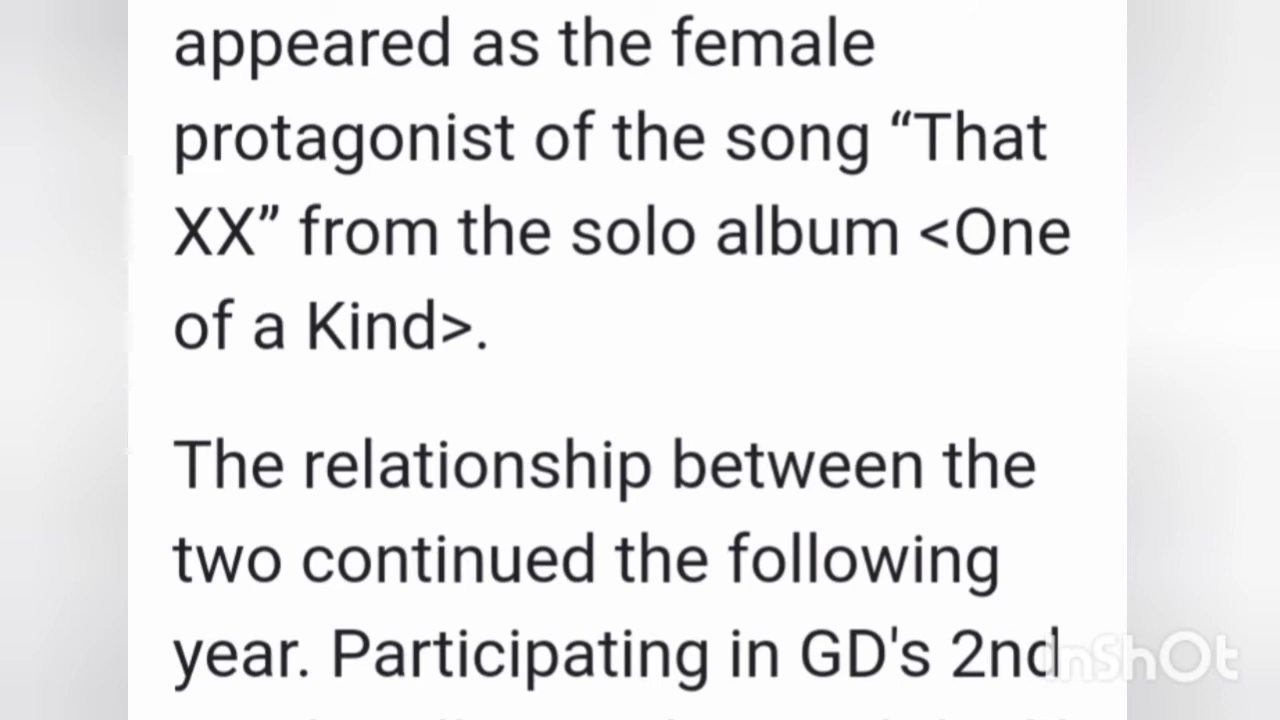 appeared as the female
protagonist of the song “That
XX” from the solo album <One
of a Kind>.
The relationship between the
two continued the following
year. Participating in GD's 2nd
InShOt